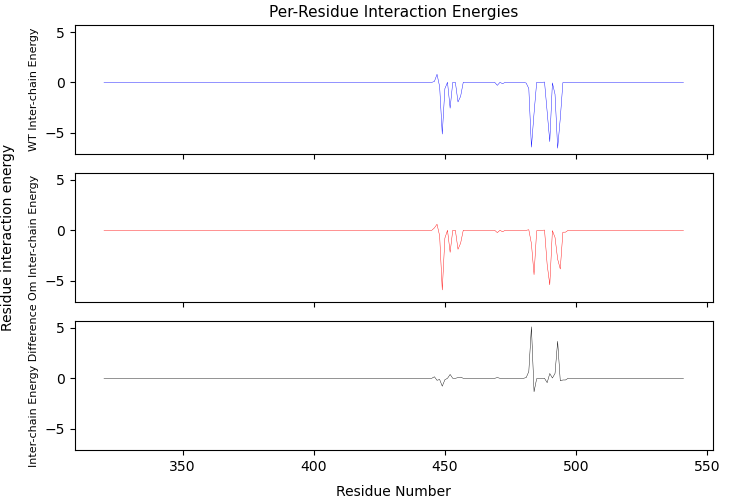 Per-Residue Interaction Energies
Residue interaction energy
WT Inter-chain Energy
5
0
−5
Om Inter-chain Energy
5
0
−5
Inter-chain Energy Difference
5
0
−5
350 400 450 500 550
Residue Number